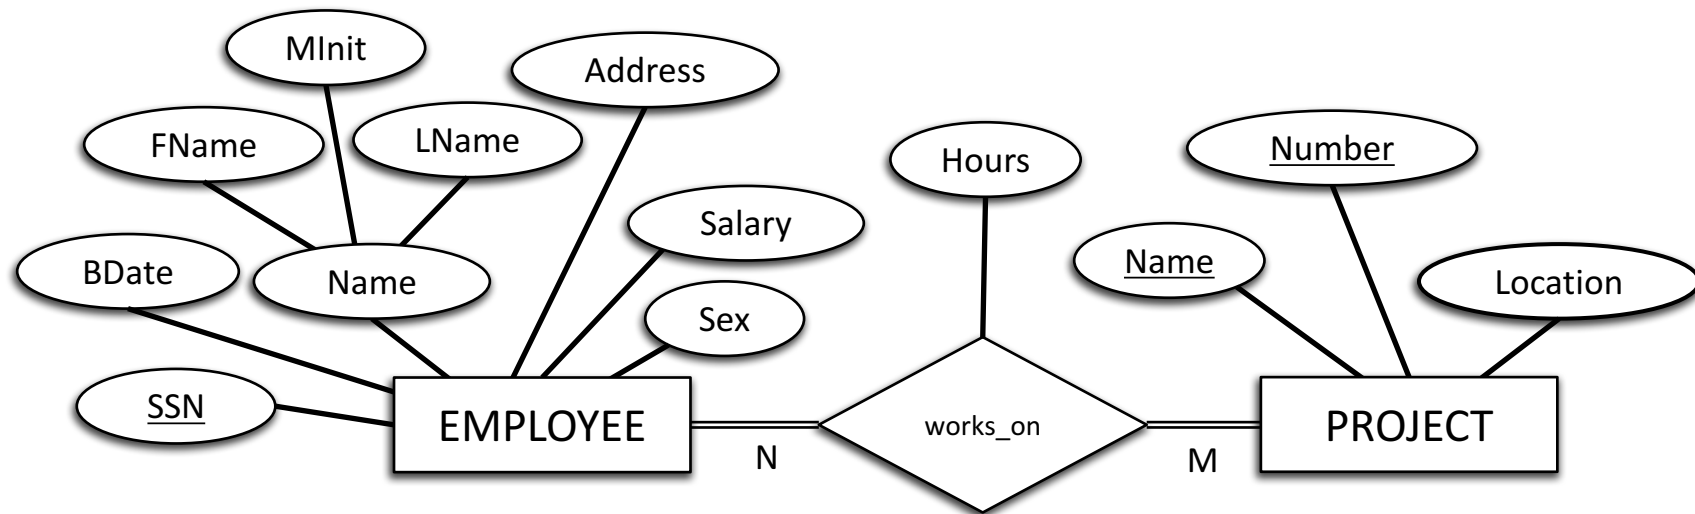 MInit
Address
FName
LName
Hours
Number
Salary
Name
BDate
Name
Location
Sex
SSN
EMPLOYEE
works_on
PROJECT
N
M